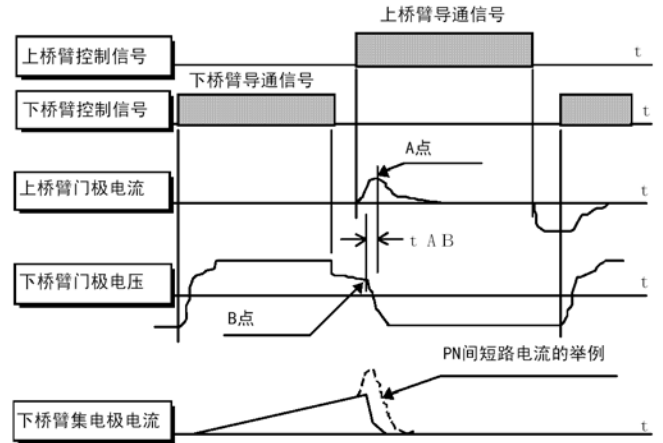 上桥臂导通信号
上桥臂控制信号
t
下桥臂导通信号
下桥臂控制信号
t
A点
上桥臂门极电流
t
t AB
下桥臂门极电压
t
B点
PN间短路电流的举例
下桥臂集电极电流
t